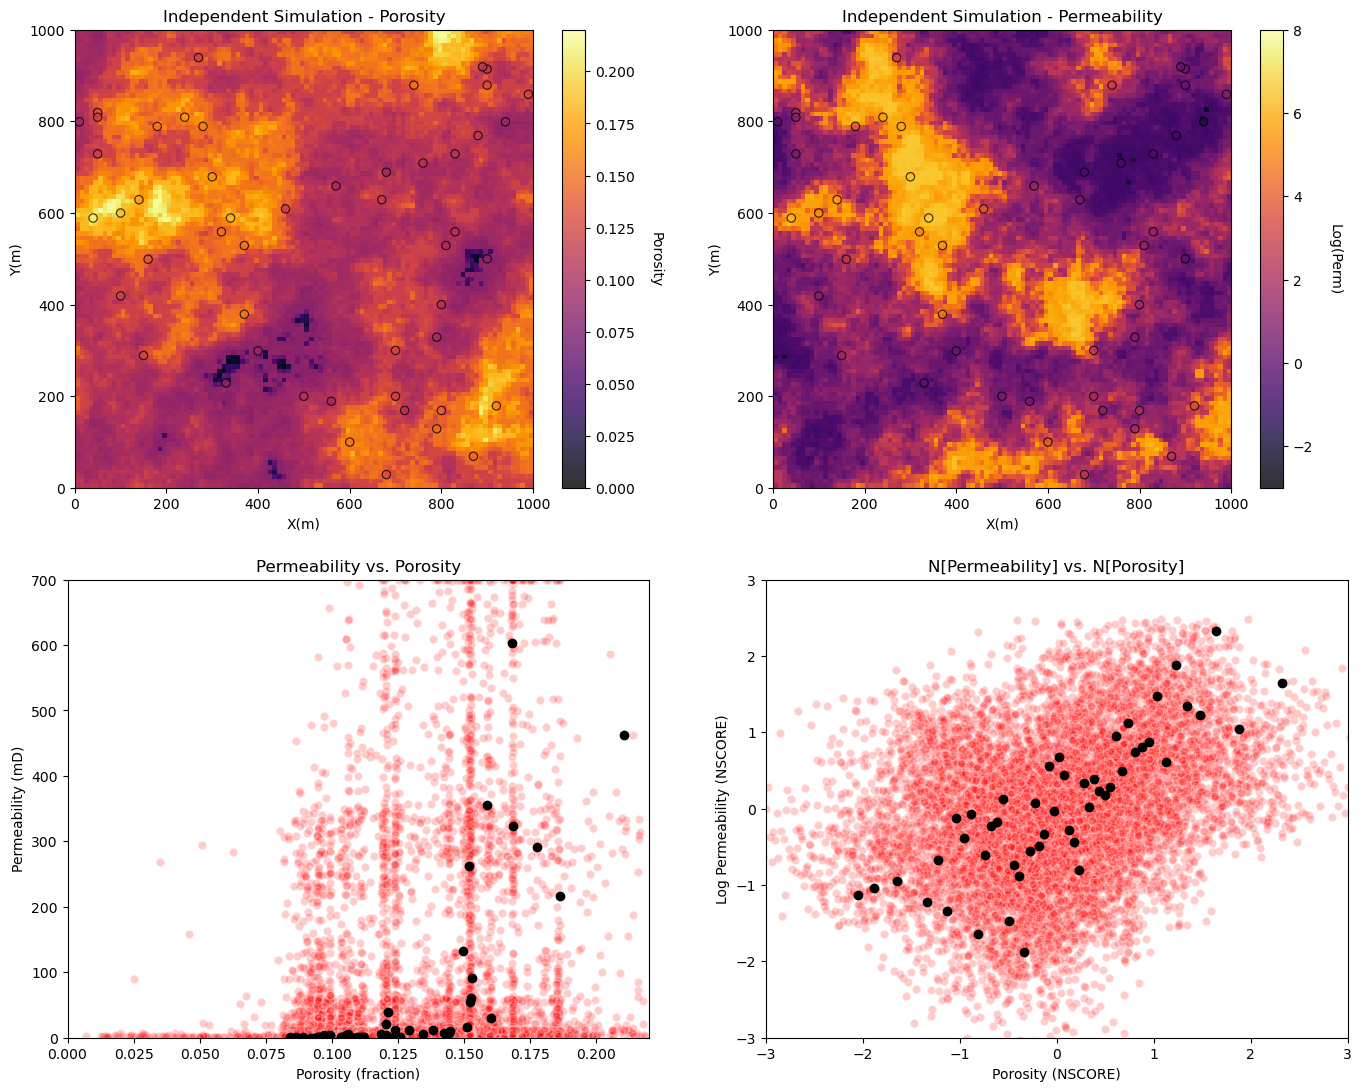 Independent Simulation - Porosity
1000
800
600
400
200
0
Y(m)
0 200 400 600 800 1000
X(m)
0.200
0.175
0.150
0.125
0.100
0.075
0.050
0.025
0.000
Porosity
Independent Simulation - Permeability
1000
800
600
400
200
0
Y(m)
0 200 400 600 800 1000
X(m)
8
6
4
2
0
−2
Log(Perm)
Permeability vs. Porosity
700
600
500
400
300
200
100
0
Permeability (mD)
0.000 0.025 0.050 0.075 0.100 0.125 0.150 0.175 0.200
Porosity (fraction)
N[Permeability] vs. N[Porosity]
3
2
1
0
−1
−2
−3
Log Permeability (NSCORE)
−3 −2 −1 0 1 2 3
Porosity (NSCORE)